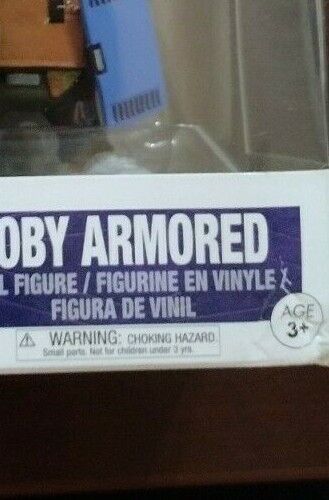 OBY ARMORED
L FIGURE / FIGURINE EN VINYLE /
FIGURA DE VINIL
AGE
3+
⚠ WARNING: CHOKING HAZARD.
Small parts. Not for children under 3 yrs.